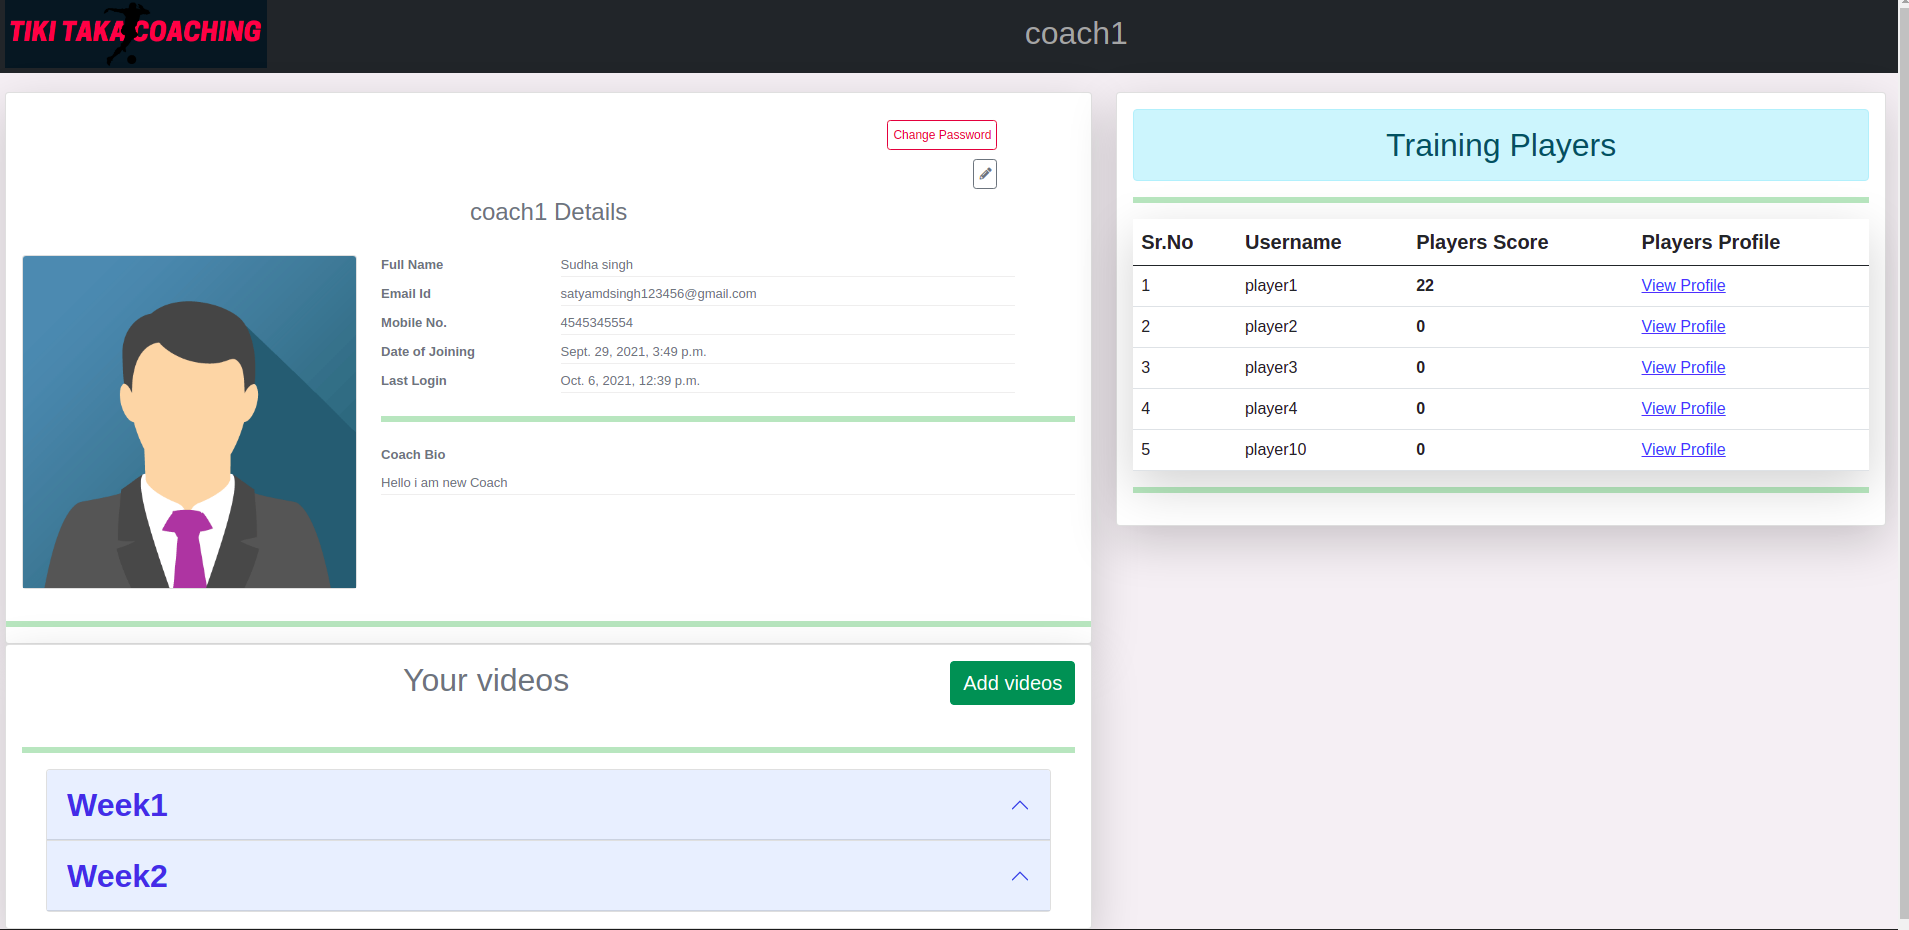 TIKI TAKA COACHING
coach1
Change Password
coach1 Details
Full Name Sudha singh
Email Id satyamdsingh123456@gmail.com
Mobile No. 4545345554
Date of Joining Sept. 29, 2021, 3:49 p.m.
Last Login Oct. 6, 2021, 12:39 p.m.
Coach Bio
Hello i am new Coach
Your videos
Add videos
Week1
Week2
Training Players
Sr.No Username Players Score Players Profile
1 player1 22 View Profile
2 player2 0 View Profile
3 player3 0 View Profile
4 player4 0 View Profile
5 player10 0 View Profile